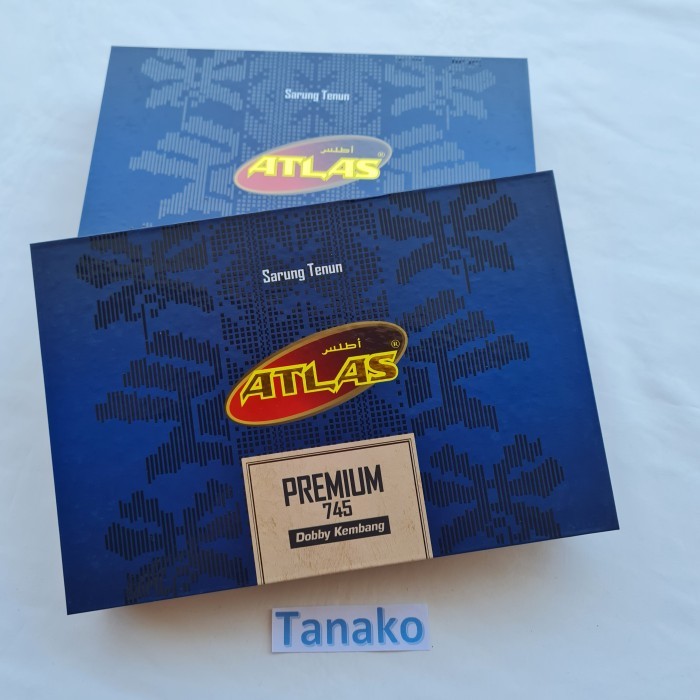 Sarung Tenun
أطلس
ATLAS®
Sarung Tenun
أطلس
ATLAS®
PREMIUM
745
Dobby Kembang
Tanako